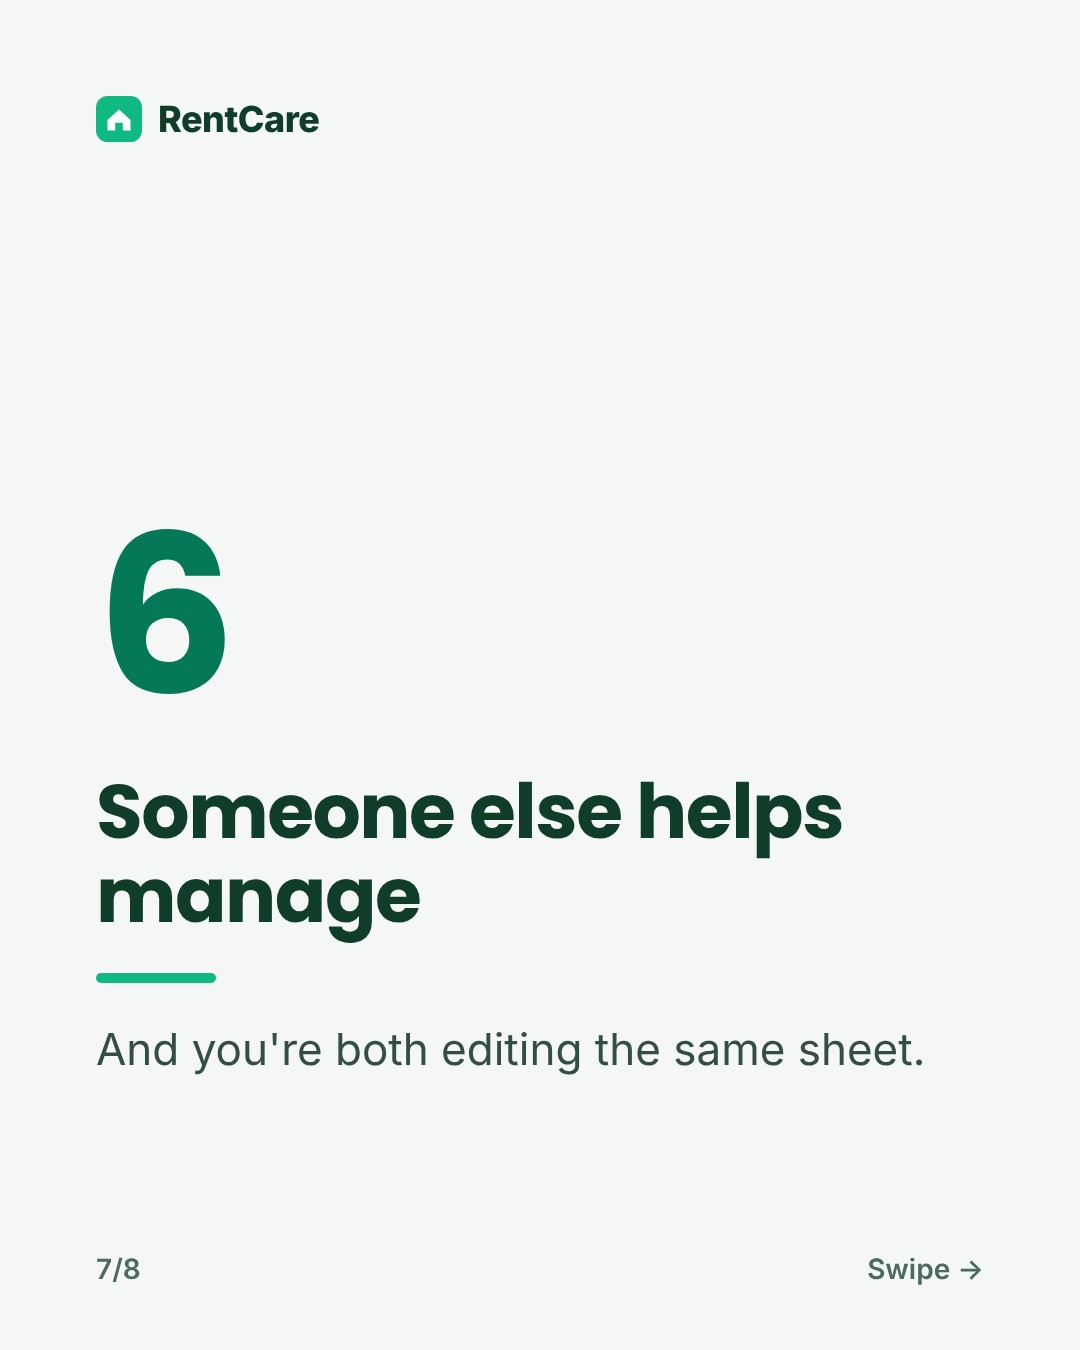 RentCare
6
Someone else helps
manage
And you're both editing the same sheet.
7/8
Swipe →